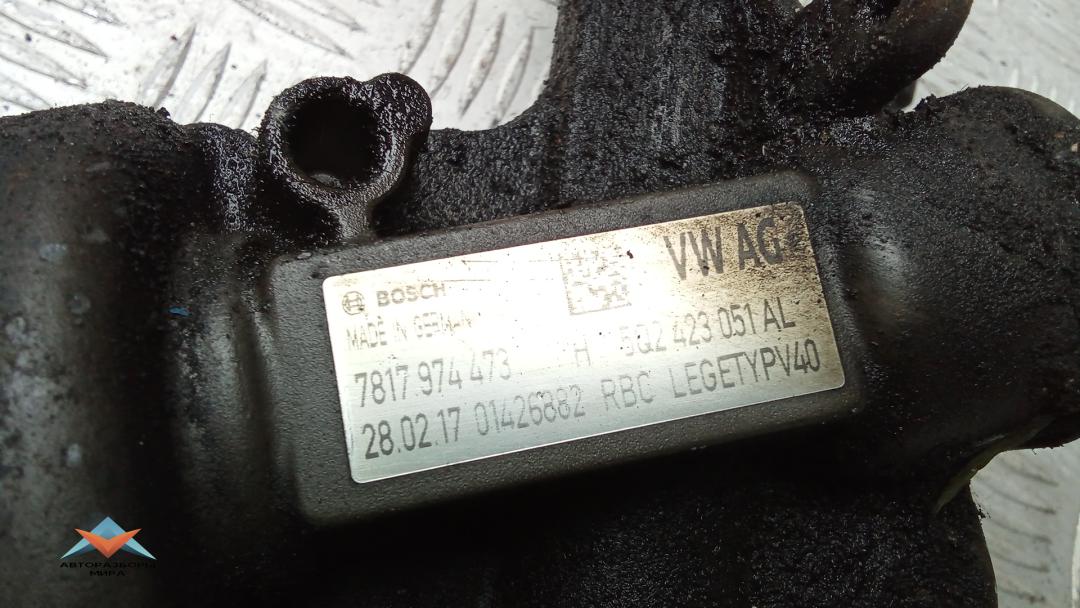 BOSCH VW AG
MADE IN GERMANY
7817 974 473 H 5Q2 423 051 AL
28.02.17 01426882 RBC LEGETYPV40
АВТОРАЗБОРЫ
МИРА